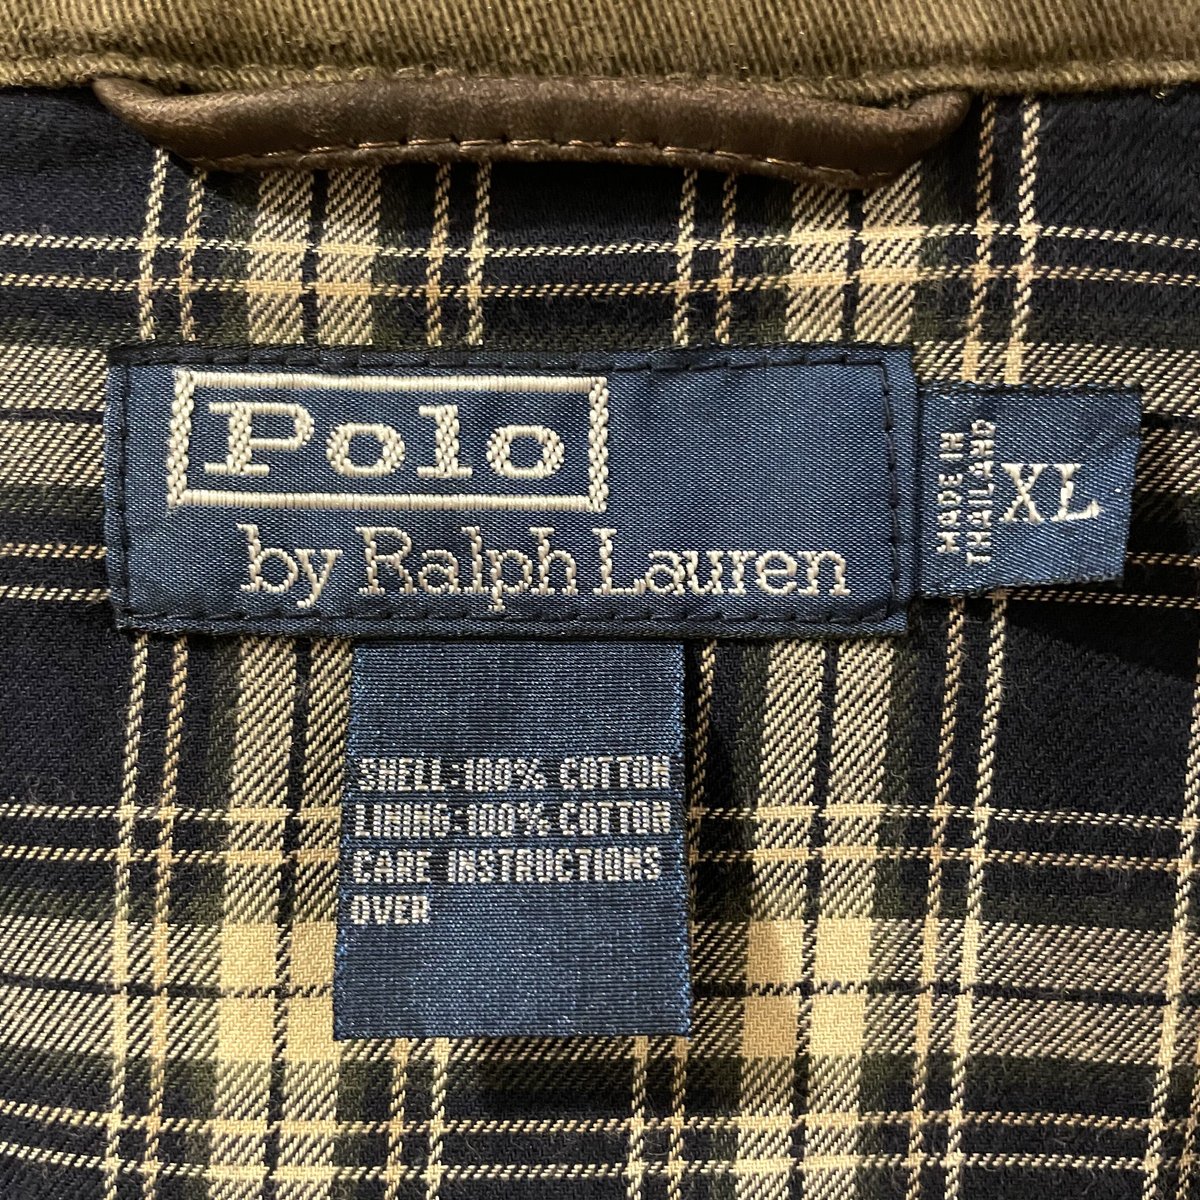 Polo
by Ralph Lauren
MADE IN
THAILAND
XL
SHELL:100% COTTON
LINING:100% COTTON
CARE INSTRUCTIONS
OVER